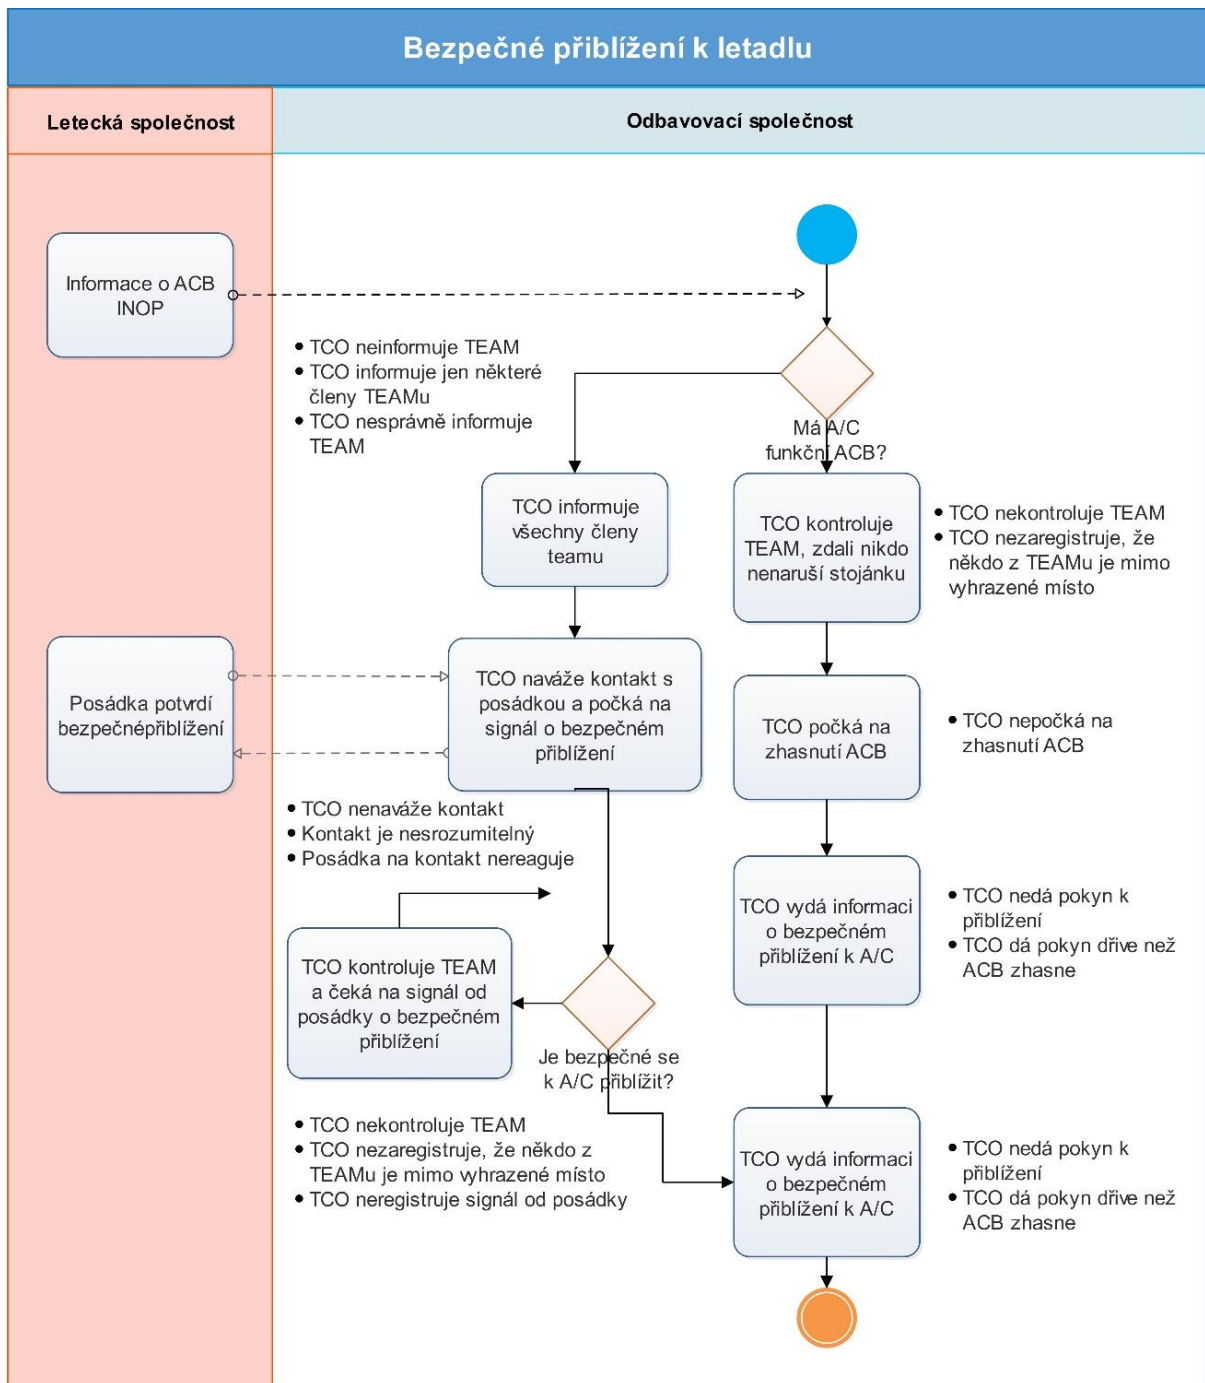 Bezpečné přiblížení k letadlu
Letecká společnost
Odbavovací společnost
Informace o ACB
INOP
• TCO neinformuje TEAM
• TCO informuje jen některé
členy TEAMu
• TCO nesprávně informuje
TEAM
Má A/C
funkční ACB?
TCO informuje
všechny členy
teamu
TCO kontroluje
TEAM, zdali nikdo
nenaruší stojánku
• TCO nekontroluje TEAM
• TCO nezaregistruje, že
někdo z TEAMu je mimo
vyhrazené místo
Posádka potvrdí
bezpečnépřiblížení
TCO naváže kontakt s
posádkou a počká na
signál o bezpečném
přiblížení
TCO počká na
zhasnutí ACB
• TCO nepočká na
zhasnutí ACB
• TCO nenaváže kontakt
• Kontakt je nesrozumitelný
• Posádka na kontakt nereaguje
TCO vydá informaci
o bezpečném
přiblížení k A/C
• TCO nedá pokyn k
přiblížení
• TCO dá pokyn dřive než
ACB zhasne
TCO kontroluje TEAM
a čeká na signál od
posádky o bezpečném
přiblížení
Je bezpečné se
k A/C přiblížit?
• TCO nekontroluje TEAM
• TCO nezaregistruje, že někdo z
TEAMu je mimo vyhrazené místo
• TCO neregistruje signál od posádky
TCO vydá informaci
o bezpečném
přiblížení k A/C
• TCO nedá pokyn k
přiblížení
• TCO dá pokyn dřive než
ACB zhasne